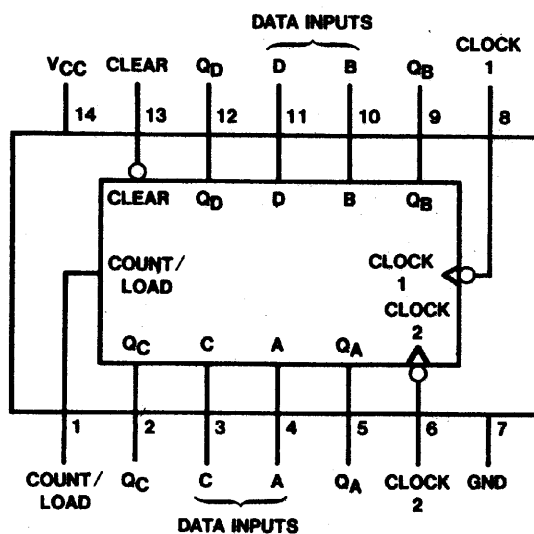 DATA INPUTS
VCC CLEAR QD D B QB CLOCK 1
14 13 12 11 10 9 8
CLEAR QD D B QB
COUNT/
LOAD
CLOCK
1
CLOCK
2
QC C A QA
1 2 3 4 5 6 7
COUNT/
LOAD
QC C A QA CLOCK 2 GND
DATA INPUTS